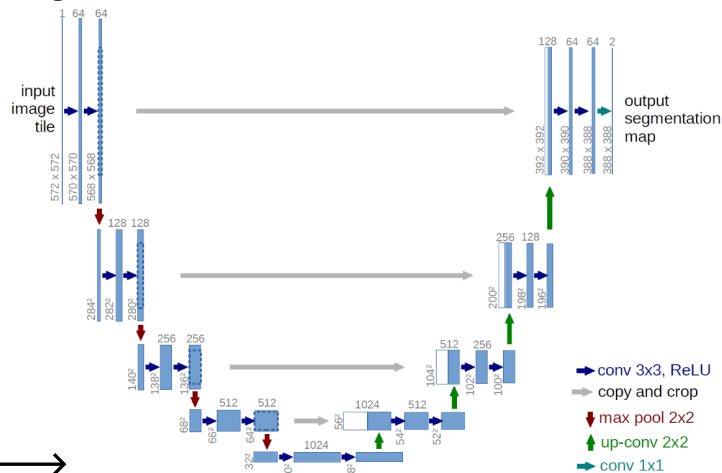 1 64 64
128 64 64 2
input
image
tile
output
segmentation
map
572 x 572
570 x 570
568 x 568
392 x 392
390 x 390
388 x 388
388 x 388
128 128
256 128
284²
282²
280²
200²
198²
196²
256 256
512 256
140²
138²
136²
104²
102²
100²
512 512
1024 512
68²
66²
64²
56²
54²
52²
1024
32²
conv 3x3, ReLU
copy and crop
max pool 2x2
up-conv 2x2
conv 1x1